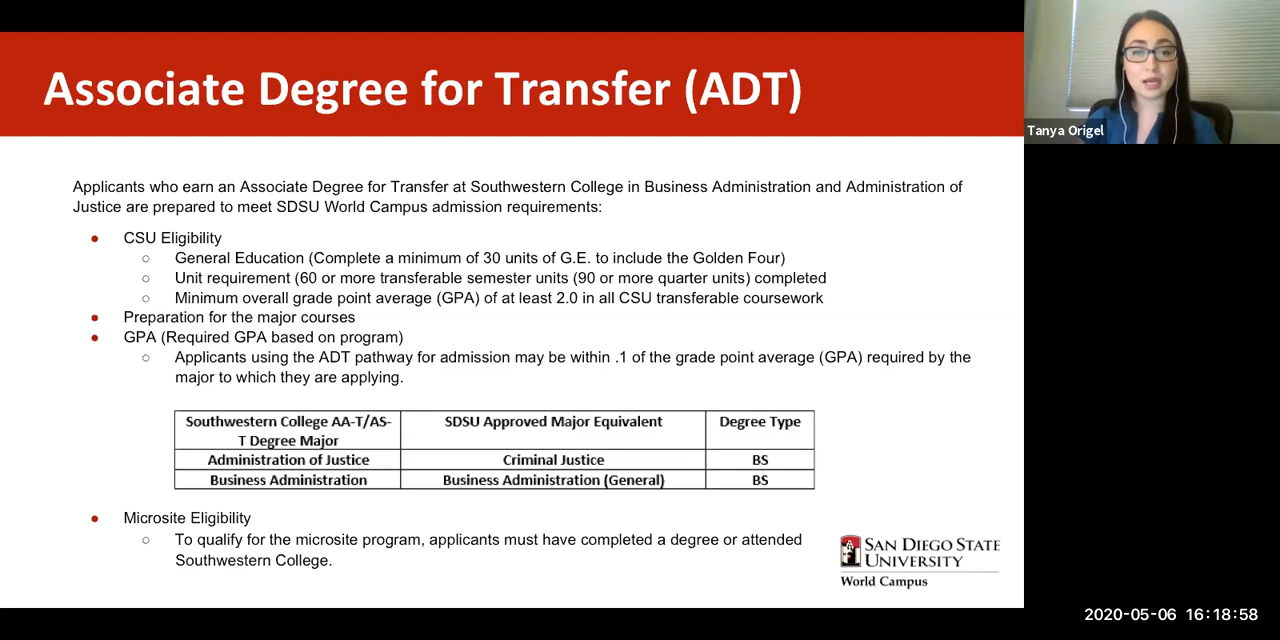 Associate Degree for Transfer (ADT)
Tanya Origel
Applicants who earn an Associate Degree for Transfer at Southwestern College in Business Administration and Administration of
Justice are prepared to meet SDSU World Campus admission requirements:
● CSU Eligibility
○ General Education (Complete a minimum of 30 units of G.E. to include the Golden Four)
○ Unit requirement (60 or more transferable semester units (90 or more quarter units) completed
○ Minimum overall grade point average (GPA) of at least 2.0 in all CSU transferable coursework
● Preparation for the major courses
● GPA (Required GPA based on program)
○ Applicants using the ADT pathway for admission may be within .1 of the grade point average (GPA) required by the
major to which they are applying.
Southwestern College AA-T/AS-
T Degree Major
SDSU Approved Major Equivalent
Degree Type
Administration of Justice
Criminal Justice
BS
Business Administration
Business Administration (General)
BS
● Microsite Eligibility
○ To qualify for the microsite program, applicants must have completed a degree or attended
Southwestern College.
SAN DIEGO STATE
UNIVERSITY
World Campus
2020-05-06 16:18:58